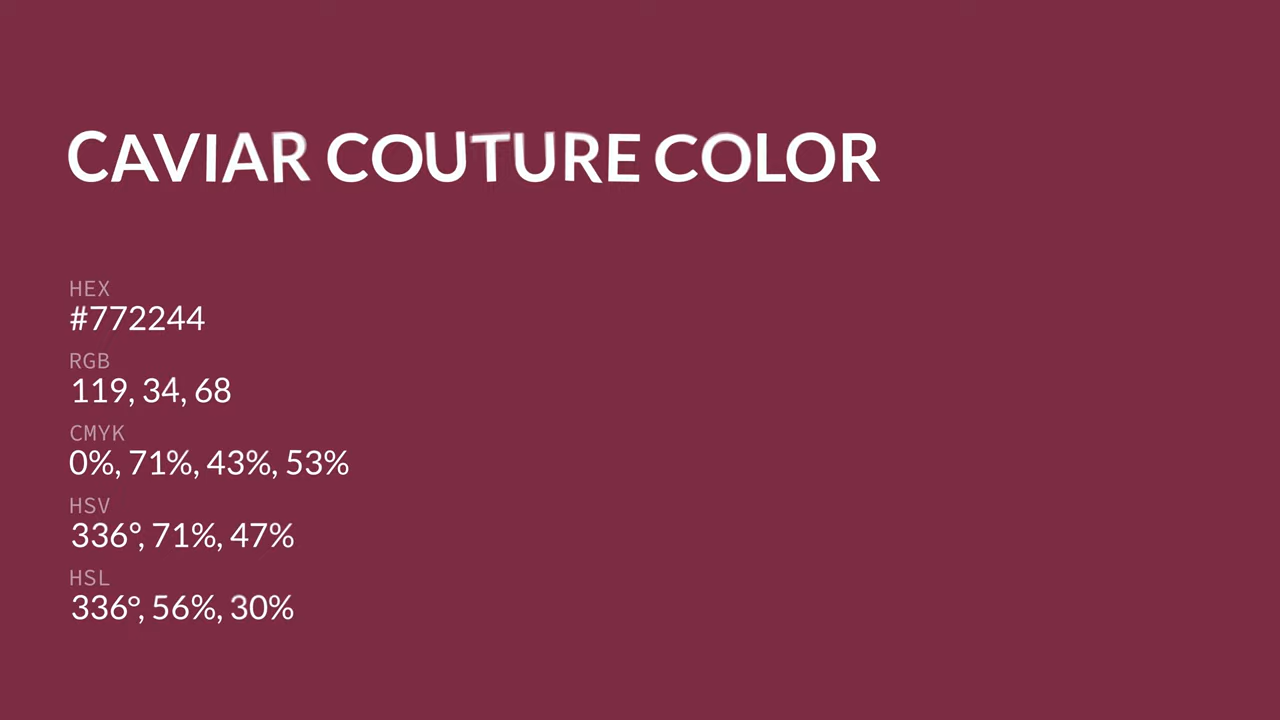 CAVIAR COUTURE COLOR
HEX
#772244
RGB
119, 34, 68
CMYK
0%, 71%, 43%, 53%
HSV
336°, 71%, 47%
HSL
336°, 56%, 30%